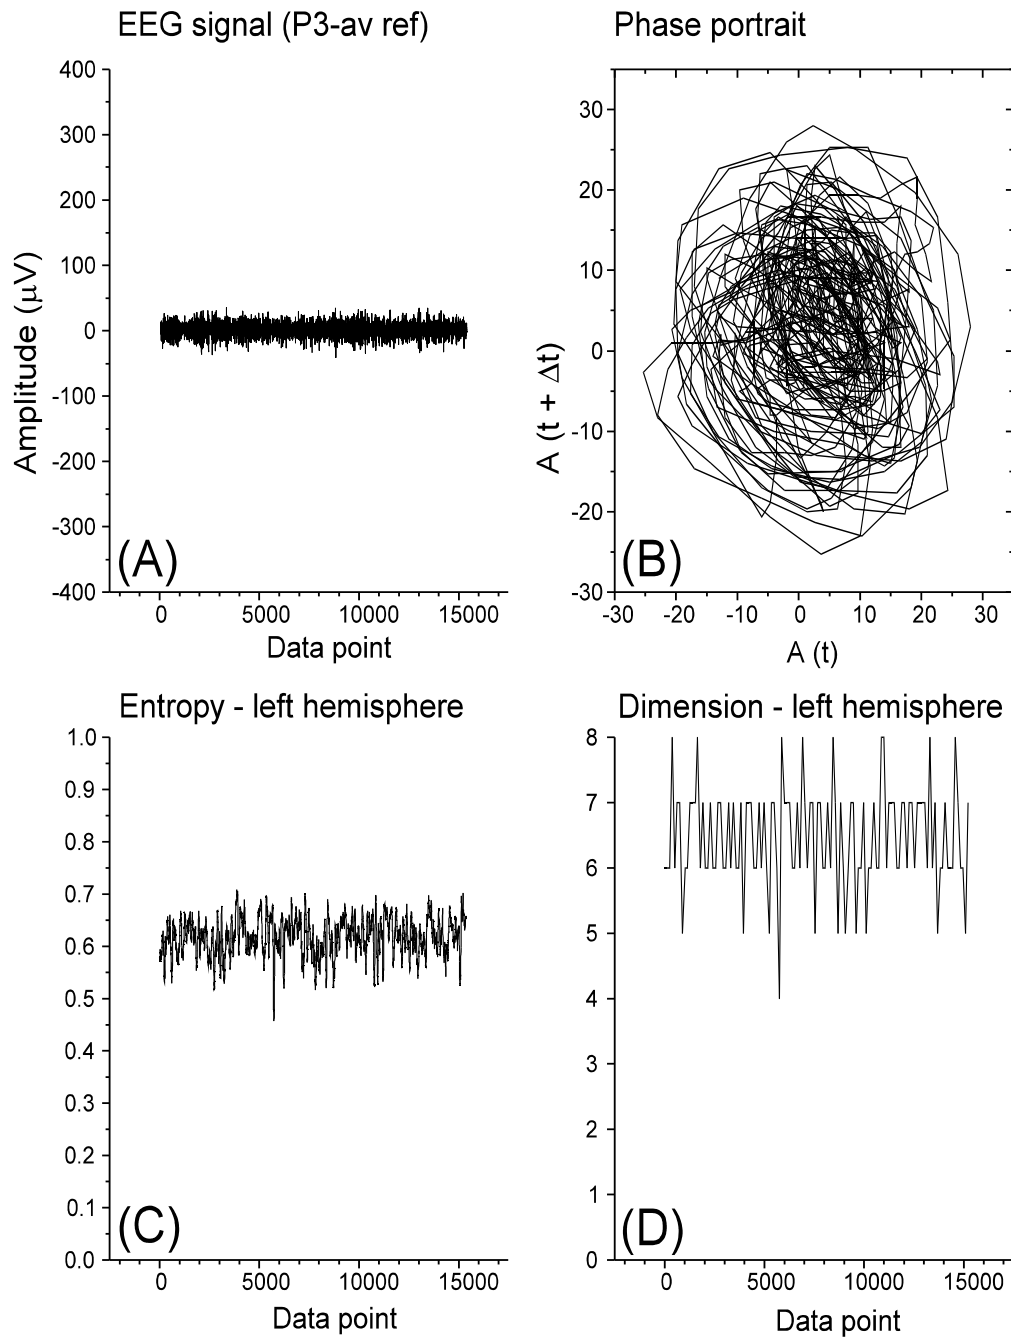 EEG signal (P3-av ref)
400
300
200
100
0
-100
-200
-300
-400
Amplitude (μV)
(A)
0 5000 10000 15000
Data point
Phase portrait
30
20
10
0
-10
-20
-30
A (t + Δt)
(B)
-30 -20 -10 0 10 20 30
A (t)
Entropy - left hemisphere
1.0
0.9
0.8
0.7
0.6
0.5
0.4
0.3
0.2
0.1
0.0
(C)
0 5000 10000 15000
Data point
Dimension - left hemisphere
8
7
6
5
4
3
2
1
0
(D)
0 5000 10000 15000
Data point